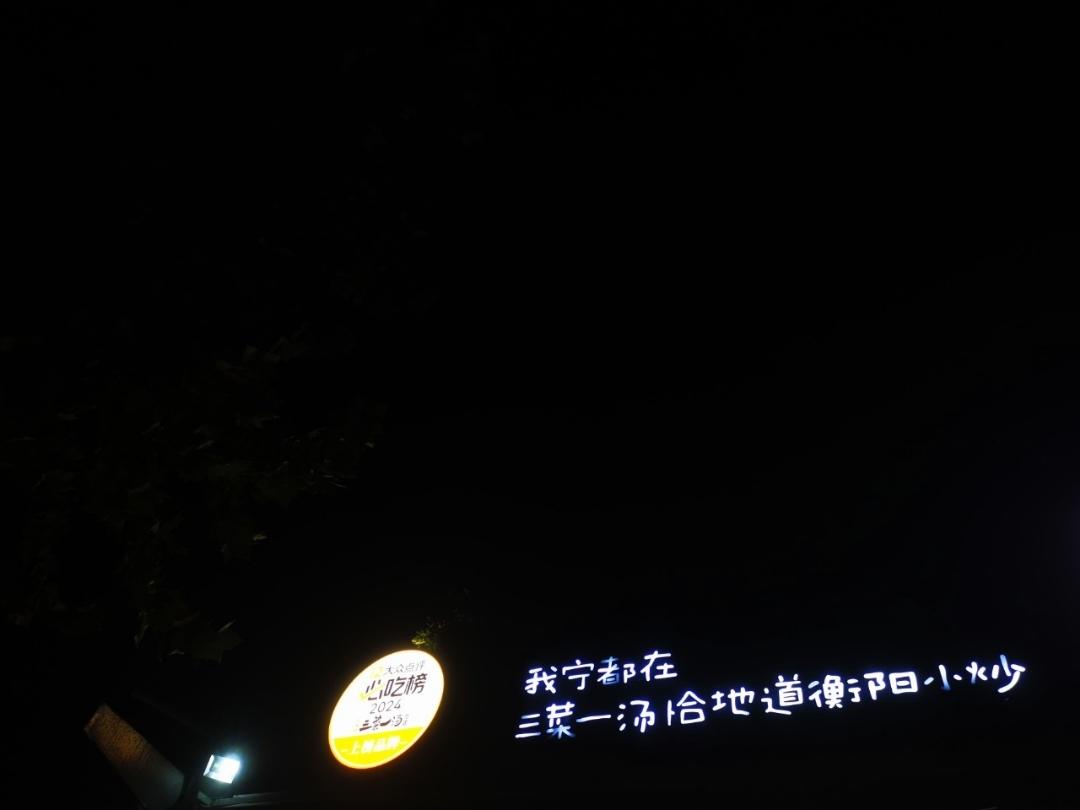 大众点评
必吃榜
2024
三菜一汤
上榜品牌
我宁都在
三菜一汤恰地道衡阳小炒